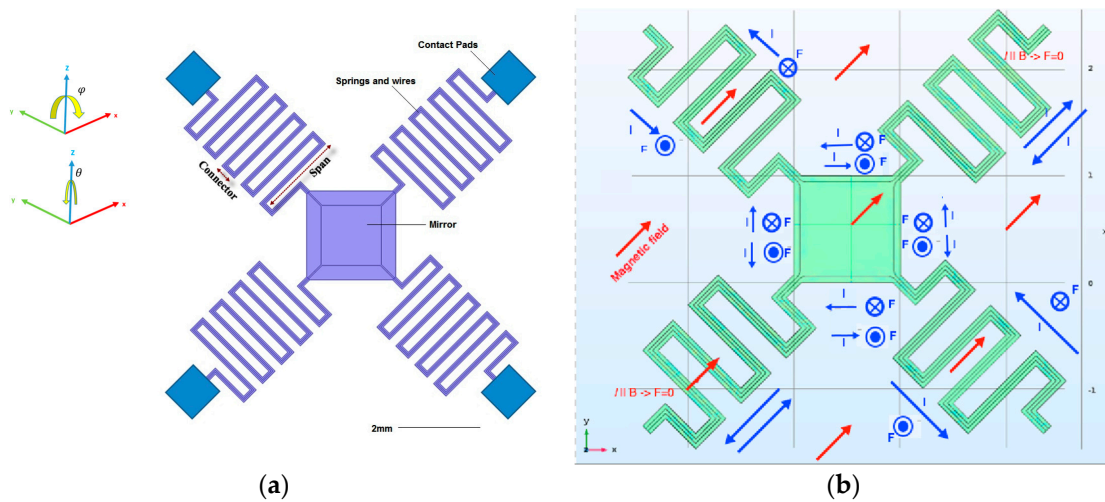 Z
φ
Y
X
Z
θ
Y
X
Contact Pads
Springs and wires
Connector
Span
Mirror
2mm
(a)
I
F
I || B -> F=0
2
I
F
I
F
I
F
I
I
1
I
F
I
F
I
F
I
F
Magnetic field
x
0
I
F
I
F
F
I
I || B -> F=0
-1
I
I
I
F
y
z
x
(b)